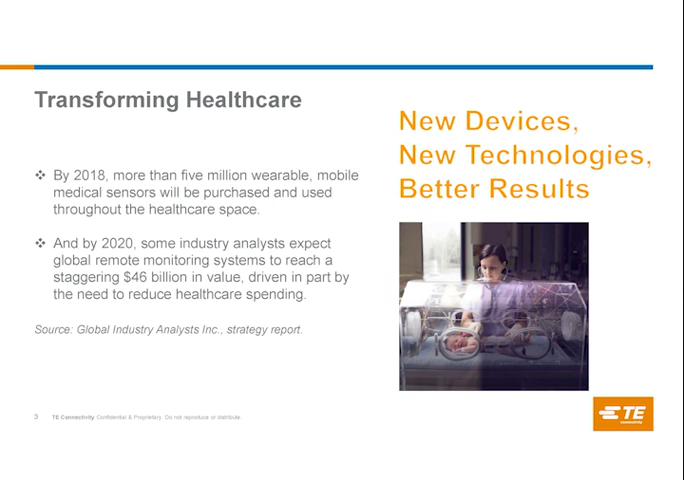 Transforming Healthcare
New Devices,
New Technologies,
Better Results
❖ By 2018, more than five million wearable, mobile
medical sensors will be purchased and used
throughout the healthcare space.
❖ And by 2020, some industry analysts expect
global remote monitoring systems to reach a
staggering $46 billion in value, driven in part by
the need to reduce healthcare spending.
Source: Global Industry Analysts Inc., strategy report.
3 TE Connectivity Confidential & Proprietary. Do not reproduce or distribute.
TE
connectivity